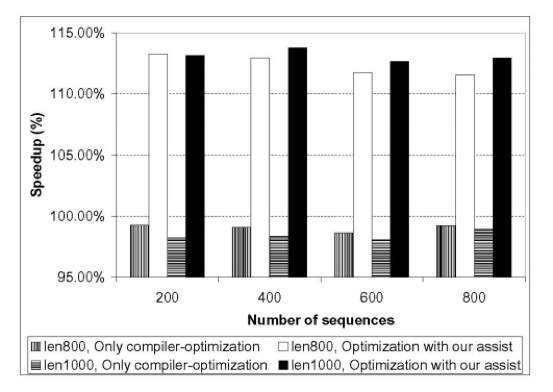 115.00%
110.00%
105.00%
100.00%
95.00%
Speedup (%)
200 400 600 800
Number of sequences
len800, Only compiler-optimization len800, Optimization with our assist
len1000, Only compiler-optimization len1000, Optimization with our assist